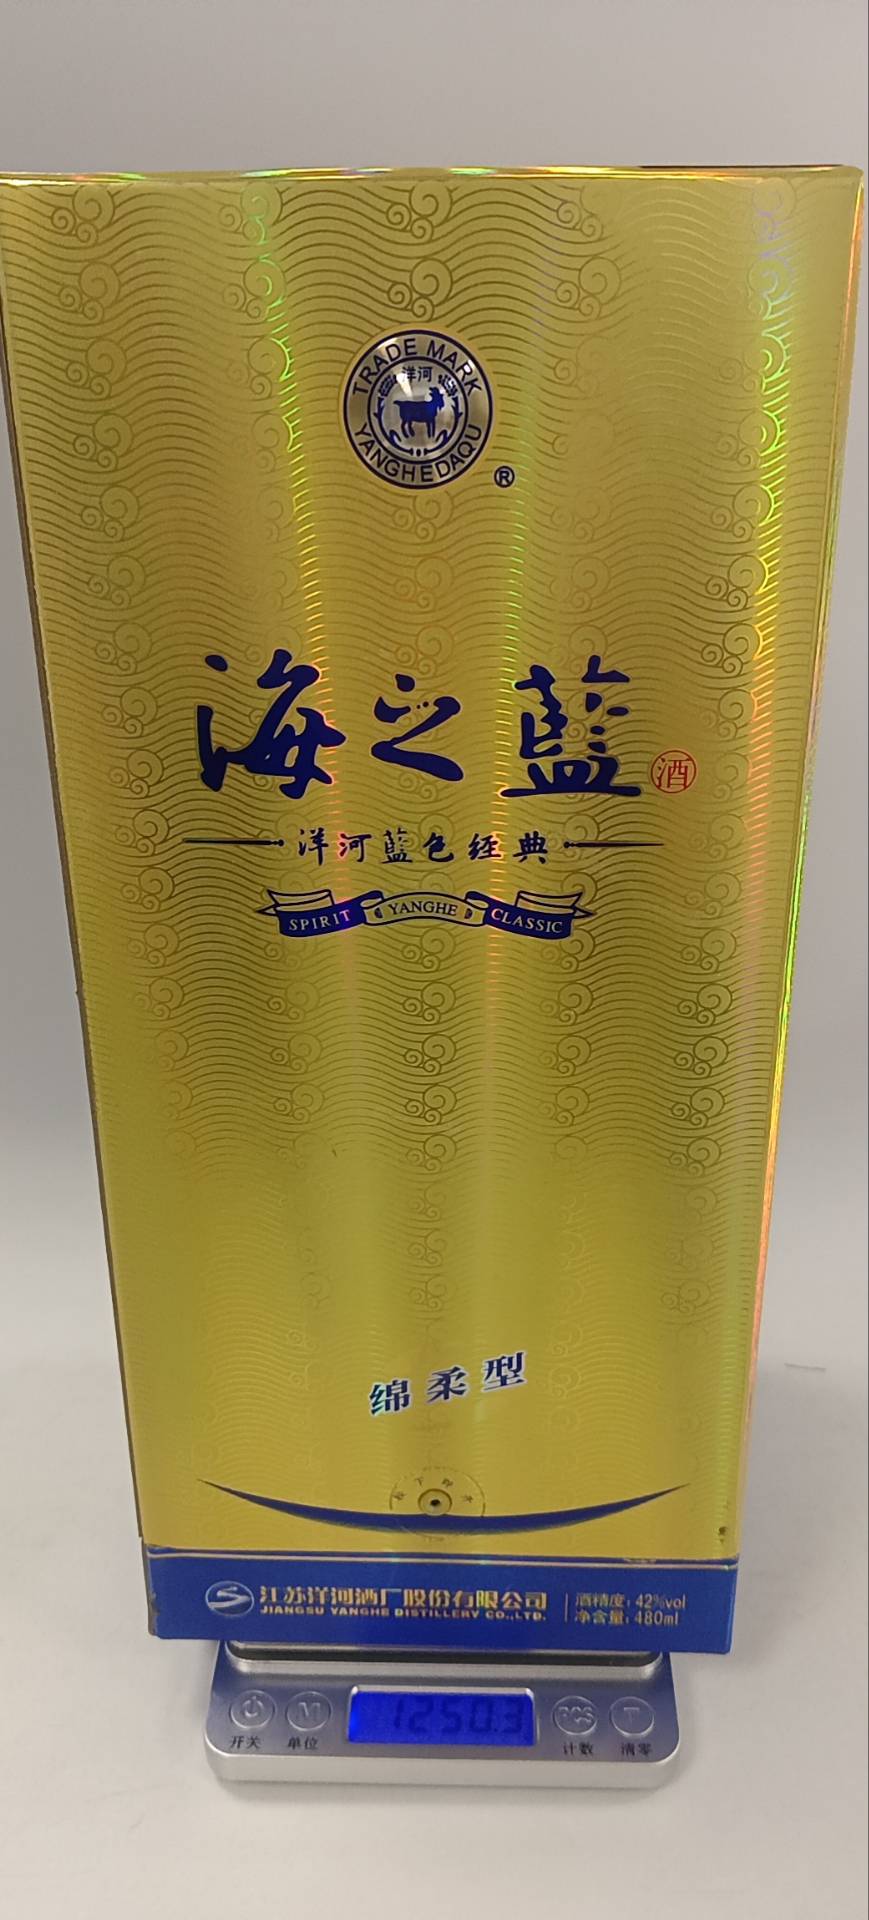 TRADE MARK
洋河
YANGHEDAQU
®
海之藍
酒
洋河藍色经典
SPIRIT YANGHE CLASSIC
绵柔型
江苏洋河酒厂股份有限公司
JIANGSU YANGHE DISTILLERY CO.,LTD.
酒精度:42%vol
净含量:480ml
1250.3
M PCS T
开关 单位 计数 清零